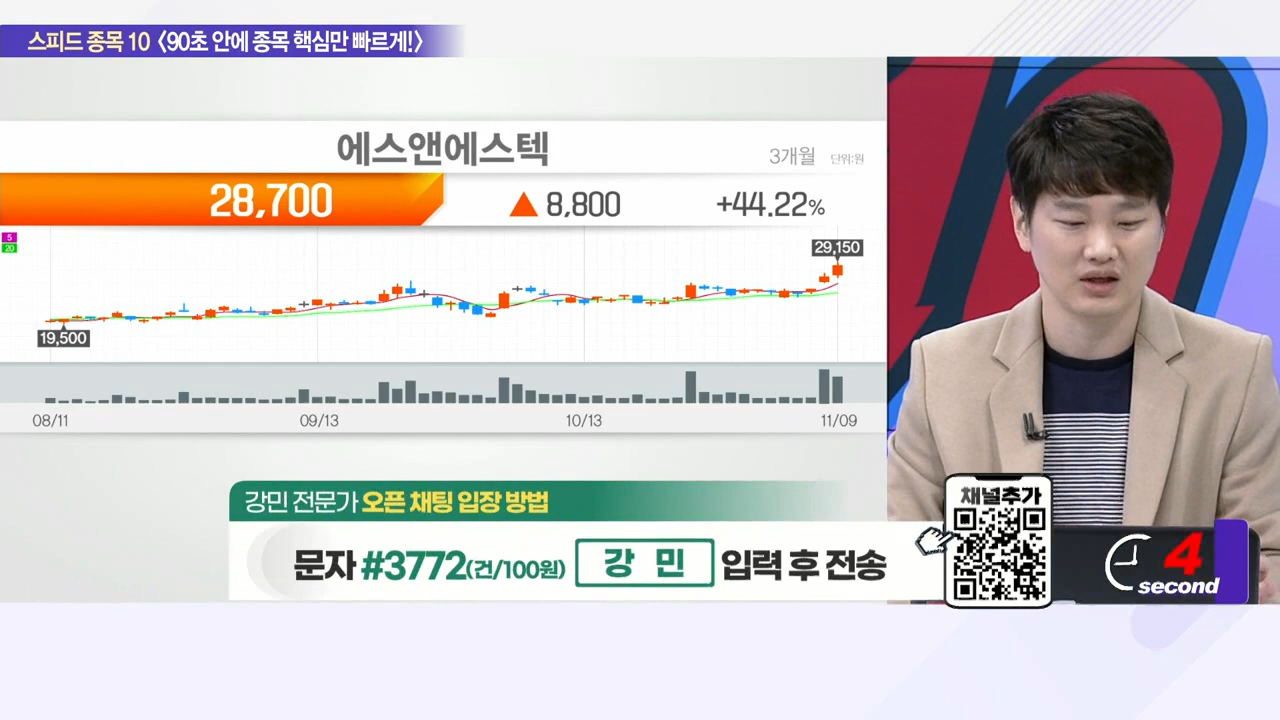 스피드 종목 10 〈90초 안에 종목 핵심만 빠르게!〉
에스앤에스텍
3개월 단위:원
28,700 ▲ 8,800 +44.22%
5
20
29,150
19,500
08/11 09/13 10/13 11/09
강민 전문가 오픈 채팅 입장 방법
문자 #3772(건/100원) 강 민 입력 후 전송
채널추가
4
second